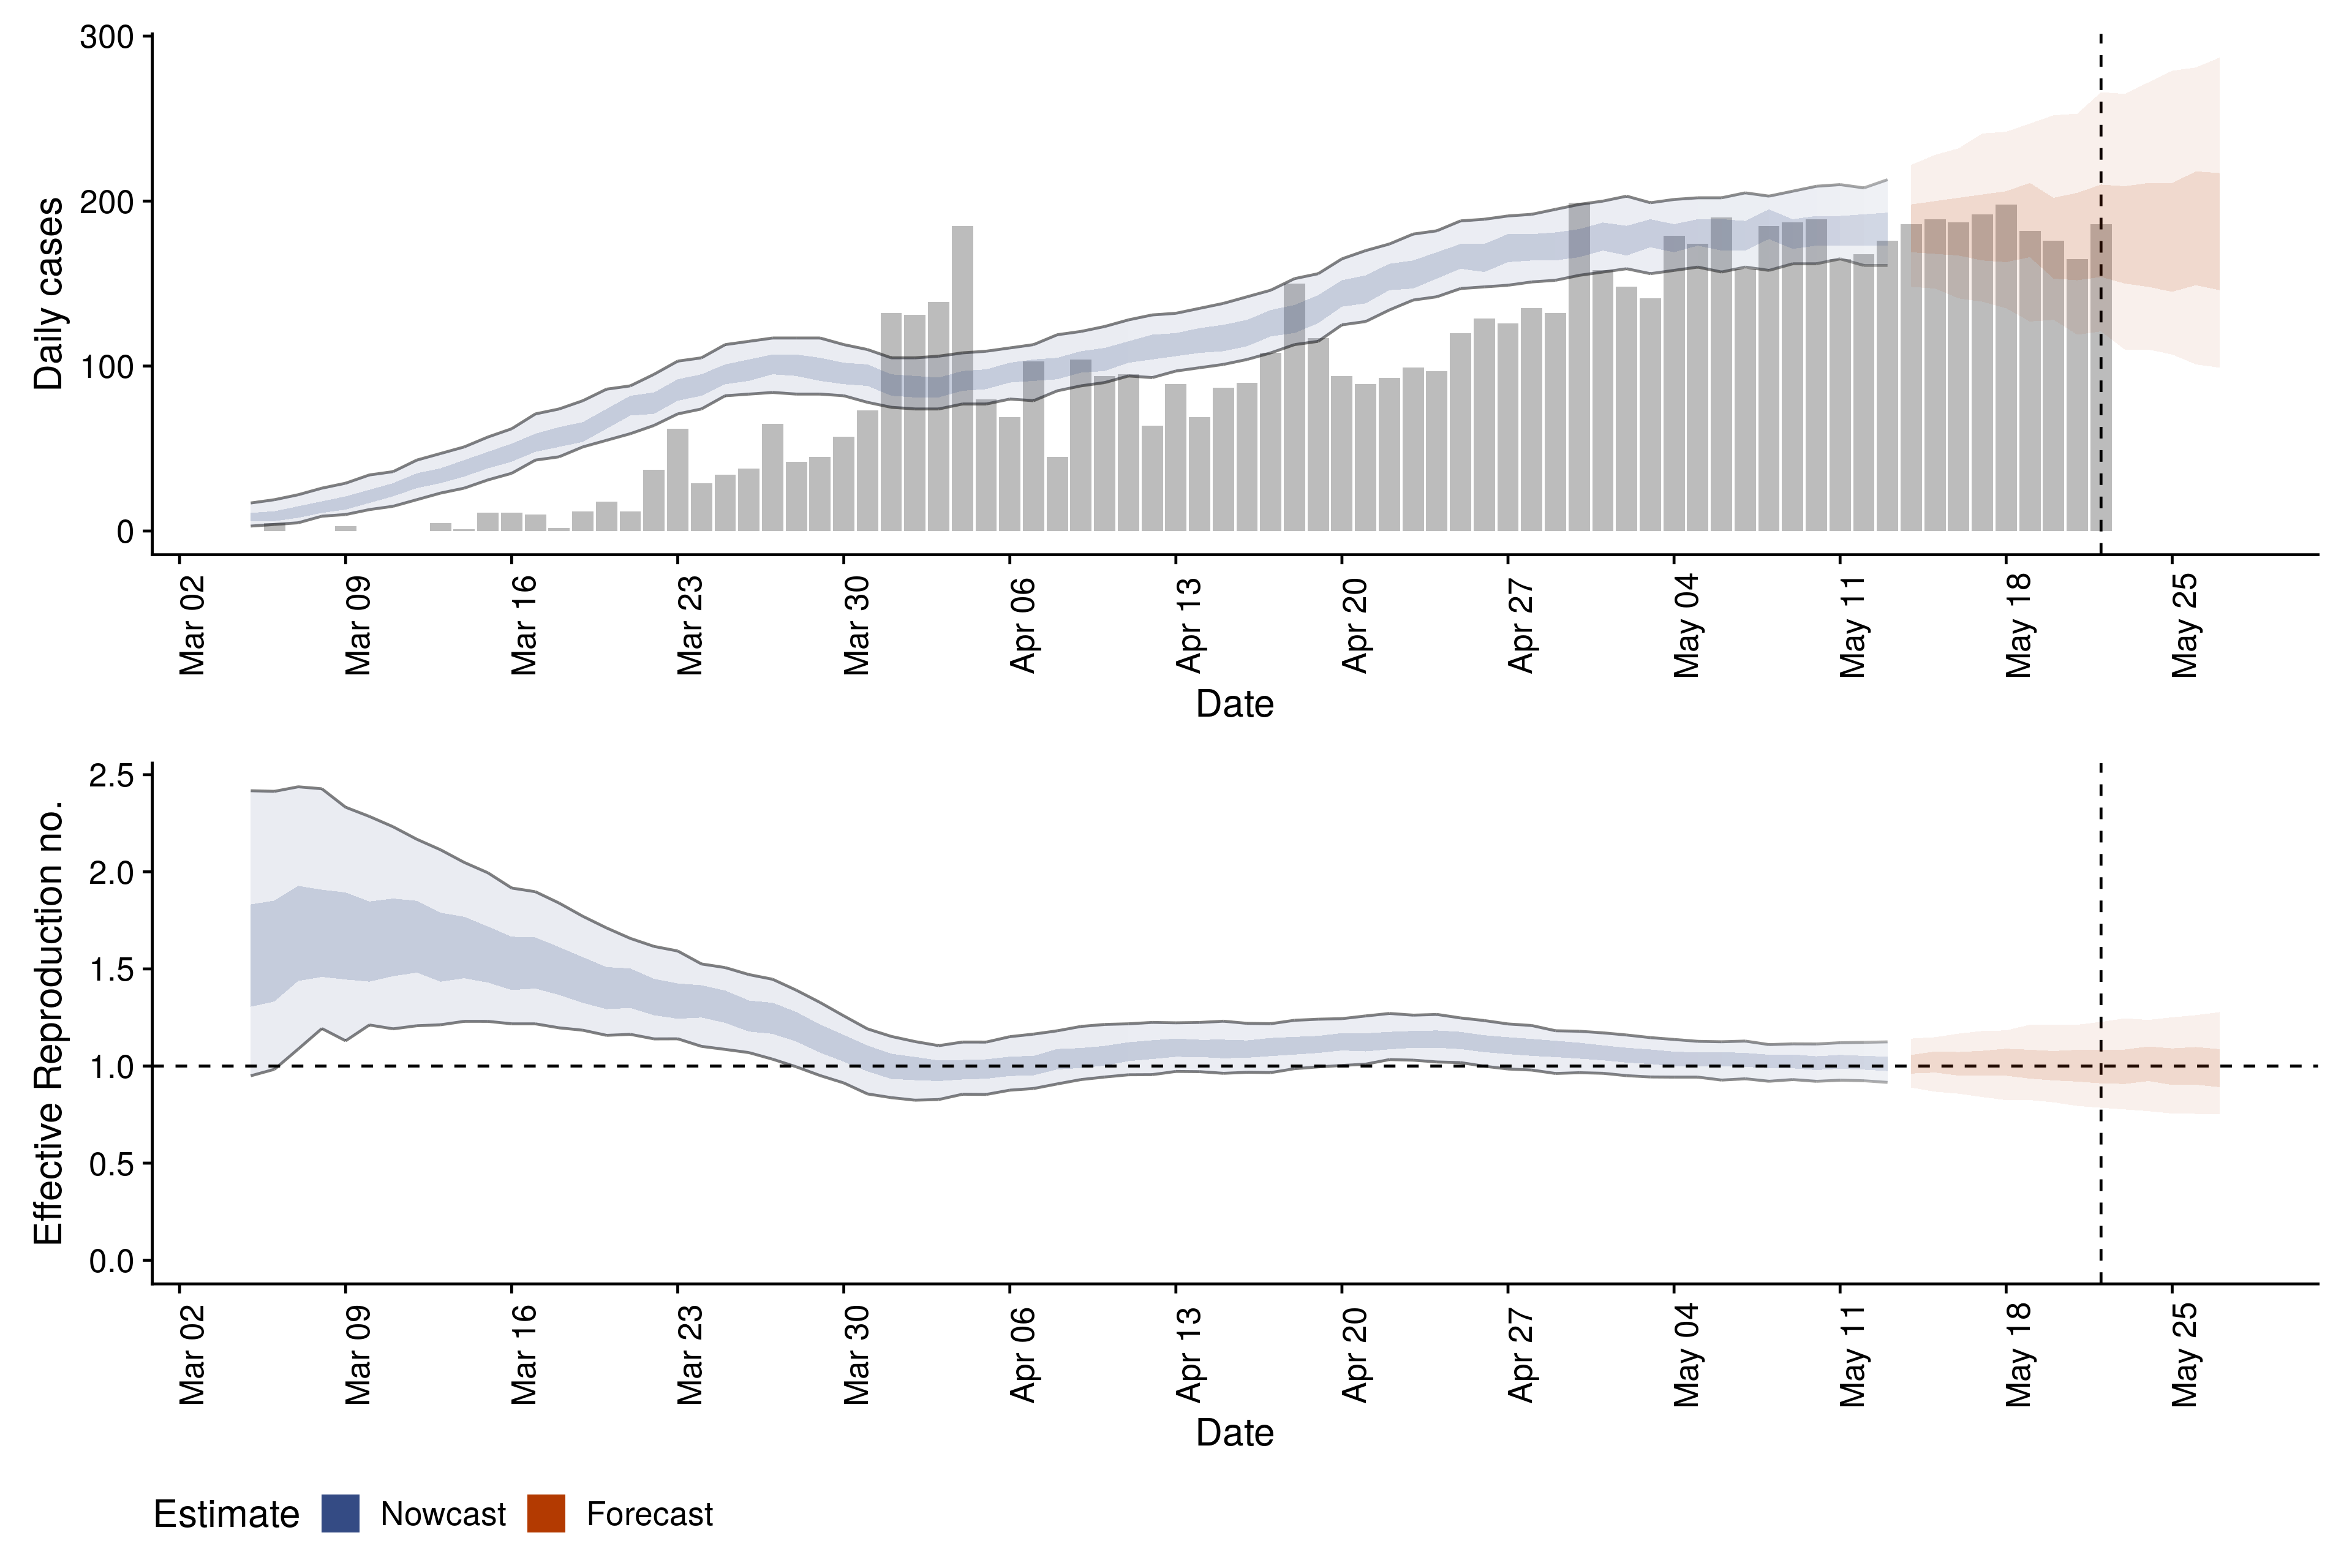 300
200
100
0
Daily cases
Mar 02
Mar 09
Mar 16
Mar 23
Mar 30
Apr 06
Apr 13
Apr 20
Apr 27
May 04
May 11
May 18
May 25
Date
2.5
2.0
1.5
1.0
0.5
0.0
Effective Reproduction no.
Mar 02
Mar 09
Mar 16
Mar 23
Mar 30
Apr 06
Apr 13
Apr 20
Apr 27
May 04
May 11
May 18
May 25
Date
Estimate Nowcast Forecast